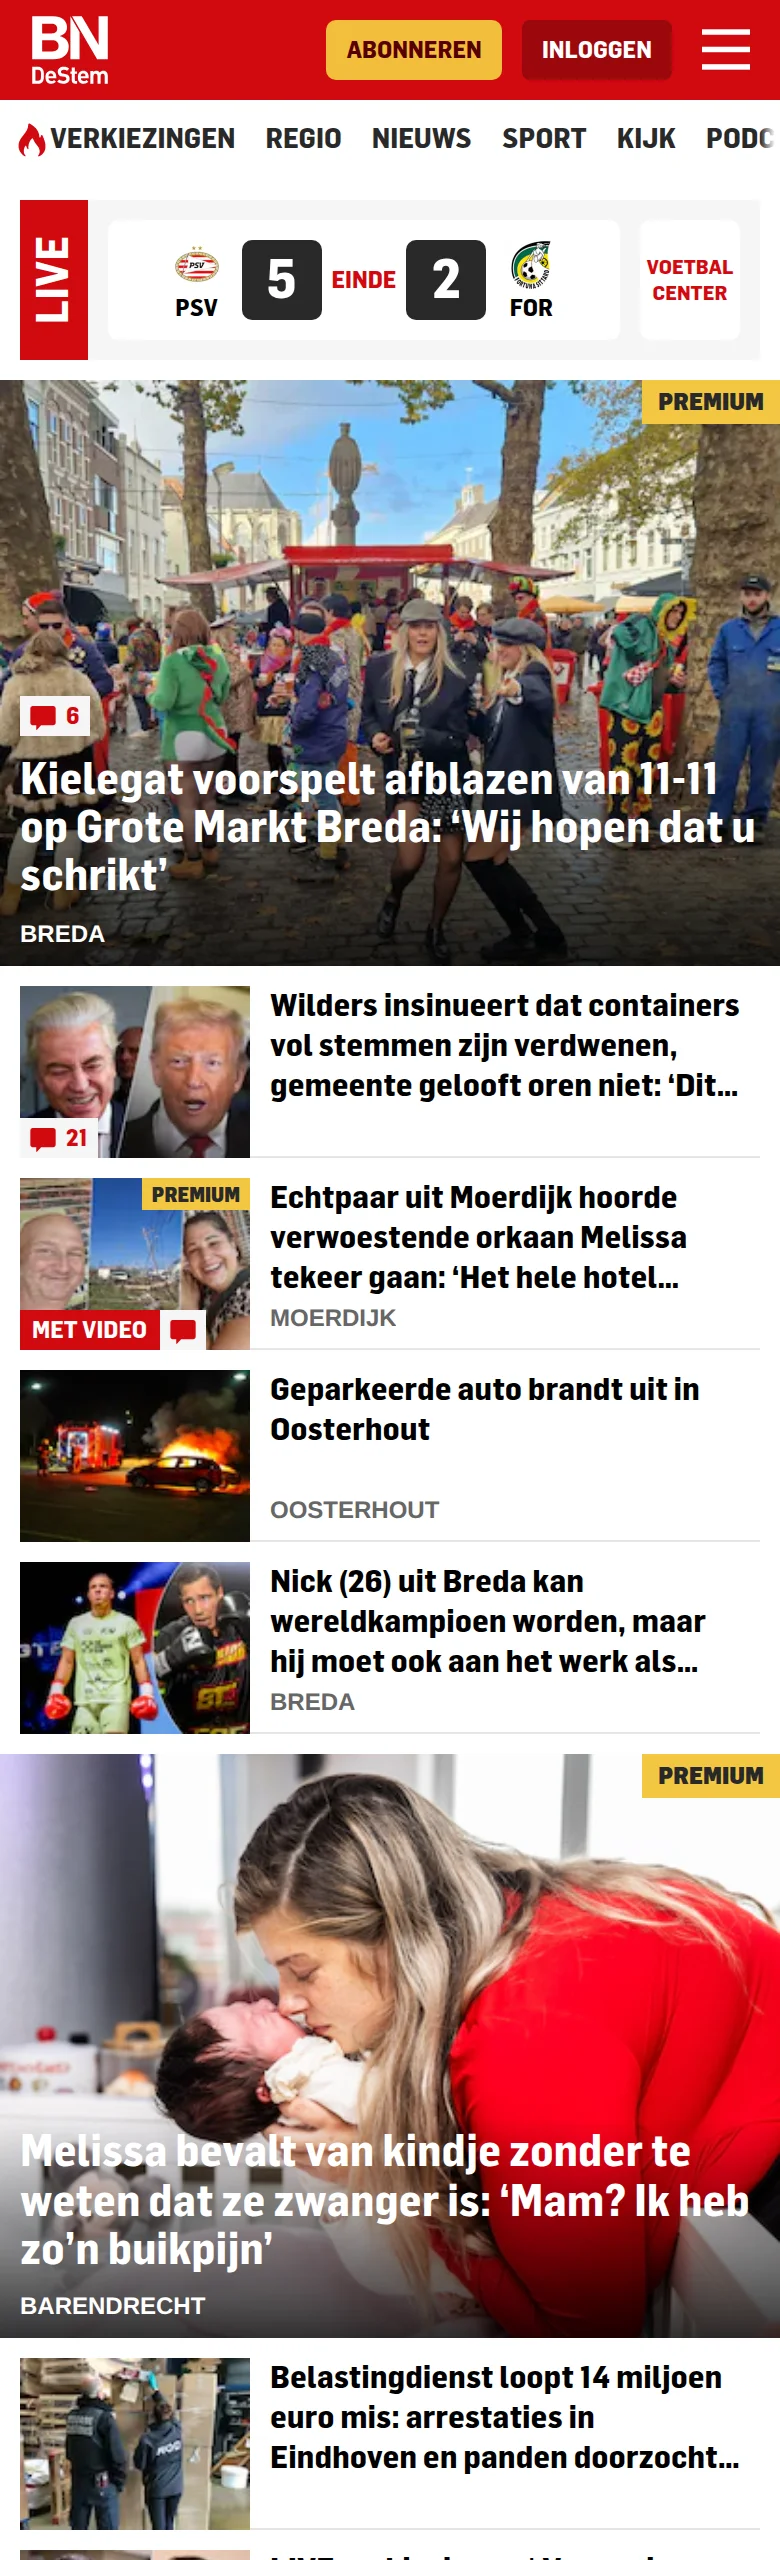 BN
DeStem
ABONNEREN
INLOGGEN
VERKIEZINGEN REGIO NIEUWS SPORT KIJK PODC
LIVE
PSV
5
EINDE
2
FOR
VOETBAL
CENTER
PREMIUM
6
Kielegat voorspelt afblazen van 11-11
op Grote Markt Breda: ‘Wij hopen dat u
schrikt’
BREDA
Wilders insinueert dat containers
vol stemmen zijn verdwenen,
gemeente gelooft oren niet: ‘Dit...
21
PREMIUM
Echtpaar uit Moerdijk hoorde
verwoestende orkaan Melissa
tekeer gaan: ‘Het hele hotel...
MET VIDEO
MOERDIJK
Geparkeerde auto brandt uit in
Oosterhout
OOSTERHOUT
Nick (26) uit Breda kan
wereldkampioen worden, maar
hij moet ook aan het werk als...
BREDA
PREMIUM
Melissa bevalt van kindje zonder te
weten dat ze zwanger is: ‘Mam? Ik heb
zo’n buikpijn’
BARENDRECHT
Belastingdienst loopt 14 miljoen
euro mis: arrestaties in
Eindhoven en panden doorzocht...